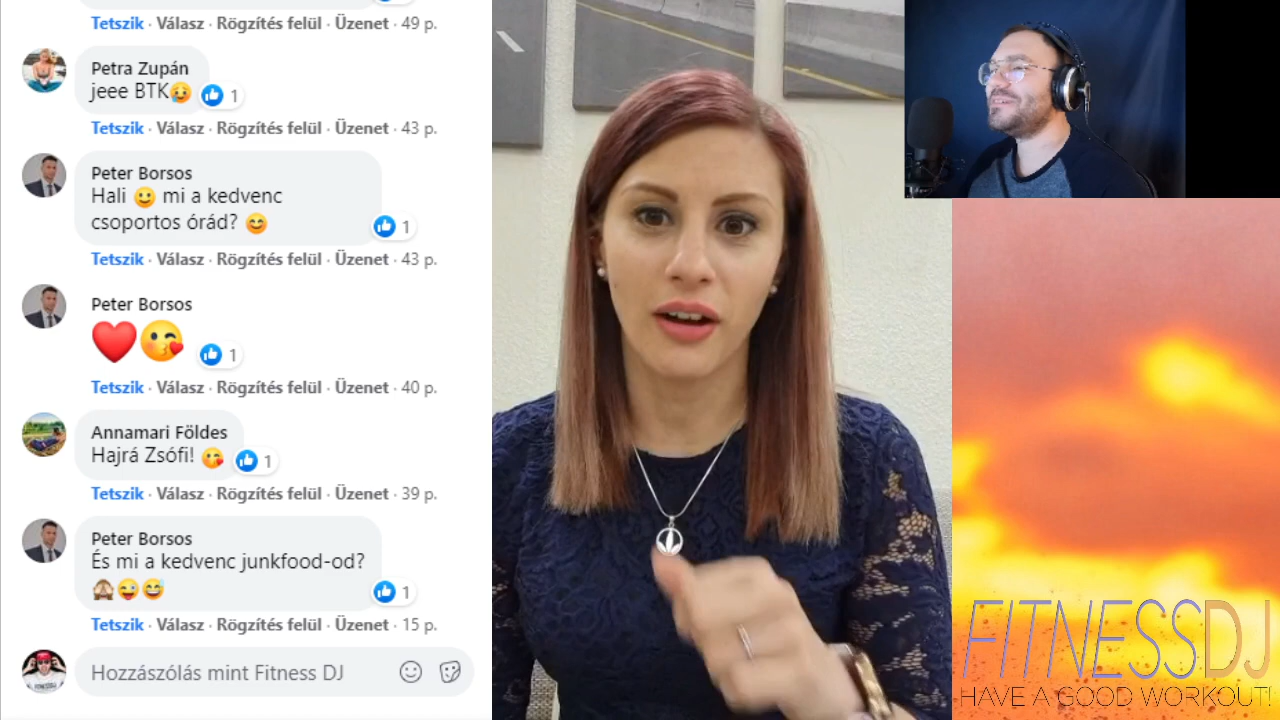 Tetszik · Válasz · Rögzítés felül · Üzenet · 49 p.
Petra Zupán
jeee BTK🥲 1
Tetszik · Válasz · Rögzítés felül · Üzenet · 43 p.
Peter Borsos
Hali 🙂 mi a kedvenc
csoportos órád? 😊 1
Tetszik · Válasz · Rögzítés felül · Üzenet · 43 p.
Peter Borsos
❤️😘 1
Tetszik · Válasz · Rögzítés felül · Üzenet · 40 p.
Annamari Földes
Hajrá Zsófi! 😘 1
Tetszik · Válasz · Rögzítés felül · Üzenet · 39 p.
Peter Borsos
És mi a kedvenc junkfood-od?
🙈😜😅 1
Tetszik · Válasz · Rögzítés felül · Üzenet · 15 p.
Hozzászólás mint Fitness DJ
FITNESSDJ
HAVE A GOOD WORKOUT!